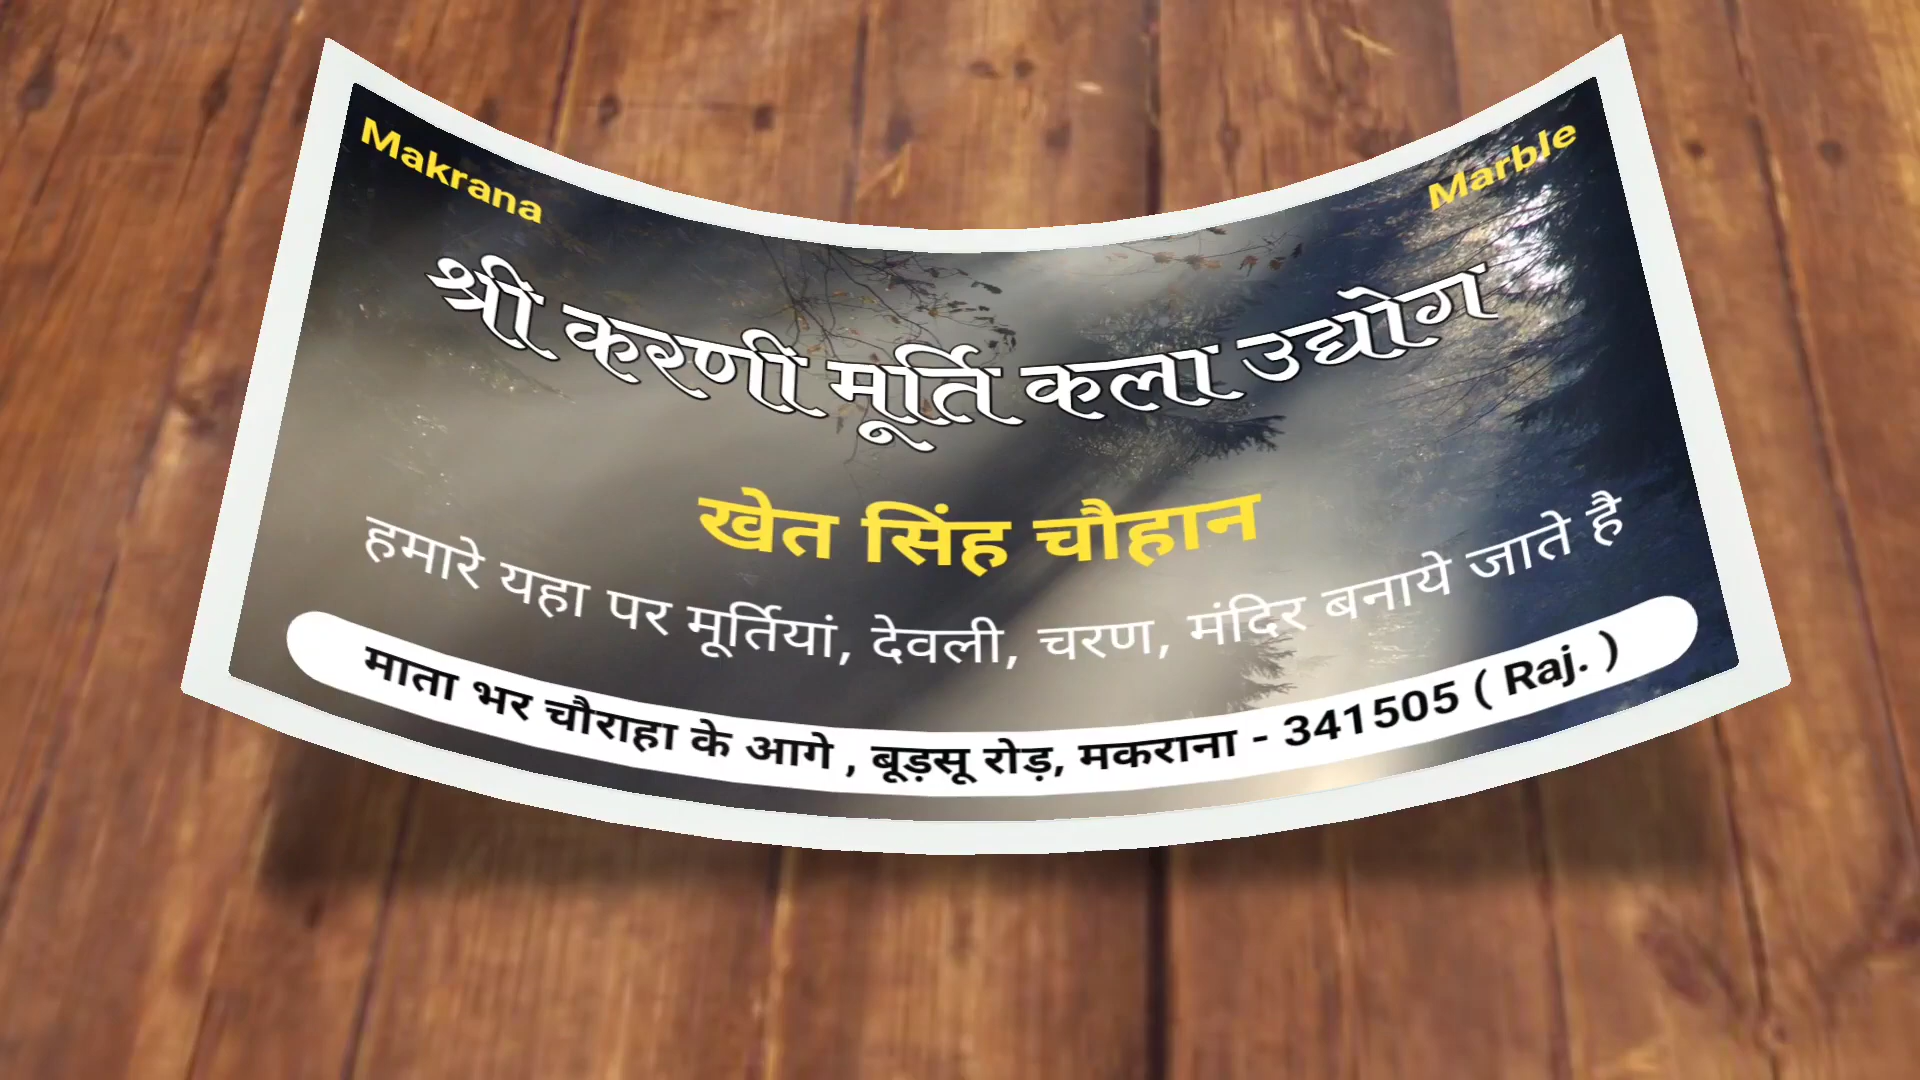 Makrana
Marble
श्री करणी मूर्ति कला उद्योग
खेत सिंह चौहान
हमारे यहा पर मूर्तियां, देवली, चरण, मंदिर बनाये जाते है
माता भर चौराहा के आगे , बूड़सू रोड़, मकराना - 341505 ( Raj. )